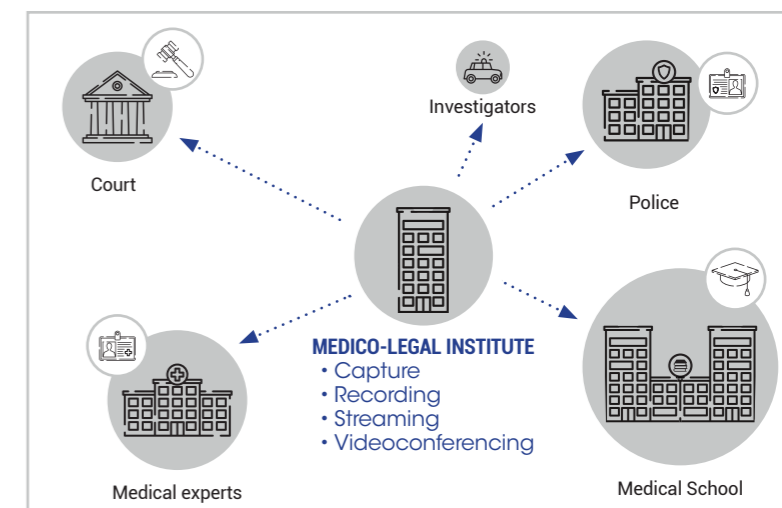 Investigators
Court
Police
MEDICO-LEGAL INSTITUTE
• Capture
• Recording
• Streaming
• Videoconferencing
Medical experts
Medical School